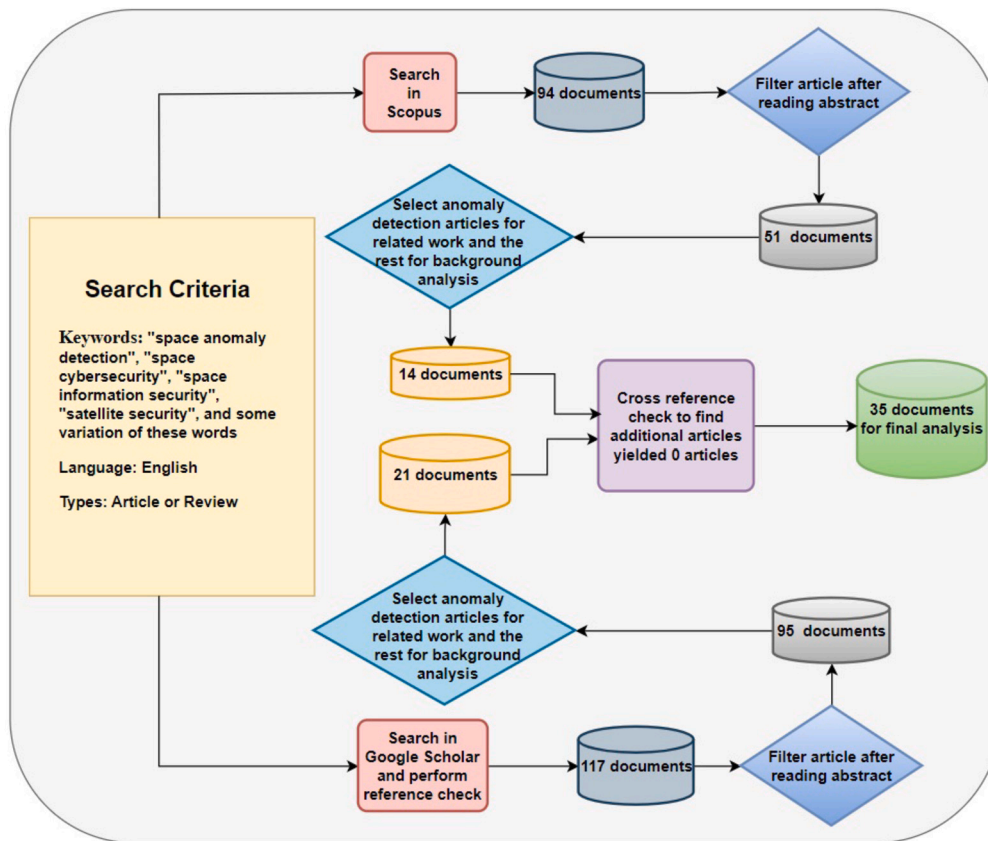 Search
in
Scopus
94 documents
Filter article after
reading abstract
51 documents
Select anomaly
detection articles for
related work and the
rest for background
analysis
Search Criteria
Keywords: "space anomaly
detection", "space
cybersecurity", "space
information security",
"satellite security", and some
variation of these words
Language: English
Types: Article or Review
14 documents
21 documents
Cross reference
check to find
additional articles
yielded 0 articles
35 documents
for final analysis
Select anomaly
detection articles for
related work and the
rest for background
analysis
95 documents
Search in
Google Scholar
and perform
reference check
117 documents
Filter article after
reading abstract